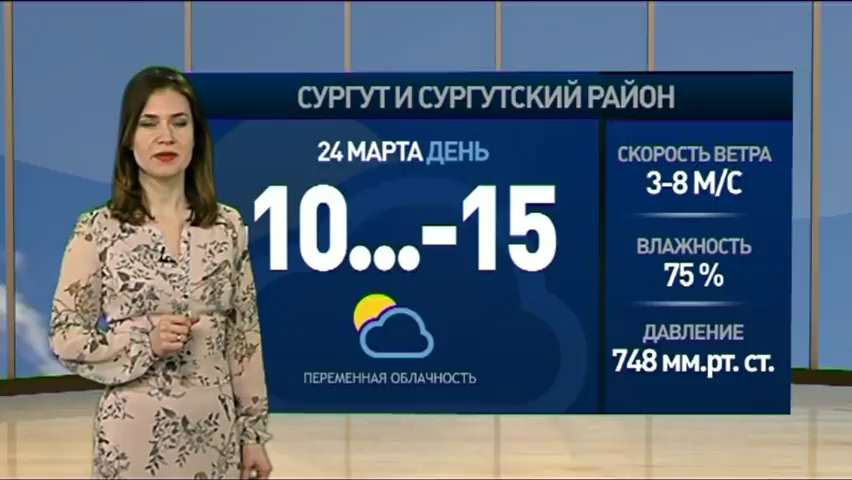 СУРГУТ И СУРГУТСКИЙ РАЙОН
24 МАРТА ДЕНЬ
-10...-15
ПЕРЕМЕННАЯ ОБЛАЧНОСТЬ
СКОРОСТЬ ВЕТРА
3-8 М/С
ВЛАЖНОСТЬ
75 %
ДАВЛЕНИЕ
748 мм.рт. ст.